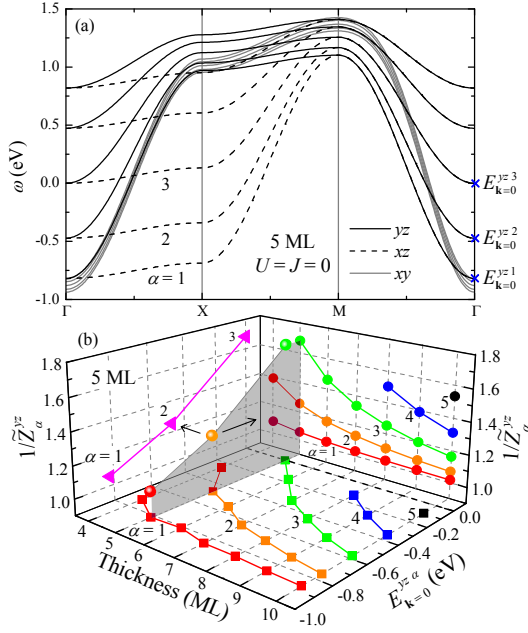 (a)
1.5
1.0
0.5
0.0
-0.5
-1.0
ω (eV)
3
2
α = 1
5 ML
U = J = 0
yz
xz
xy
E^{yz 3}_{k=0}
E^{yz 2}_{k=0}
E^{yz 1}_{k=0}
Γ X M Γ
(b)
5 ML
1.8
1.6
1.4
1.2
1.0
1/Z̃^{yz}_α
α = 1
2
3
1.8
1.6
1.4
1.2
1.0
1/Z̃^{yz}_α
α = 1
2
3
4
5
α = 1
2
3
4
5
4 5 6 7 8 9 10
Thickness (ML)
-1.0 -0.8 -0.6 -0.4 -0.2 0.0
E^{yz α}_{k=0} (eV)